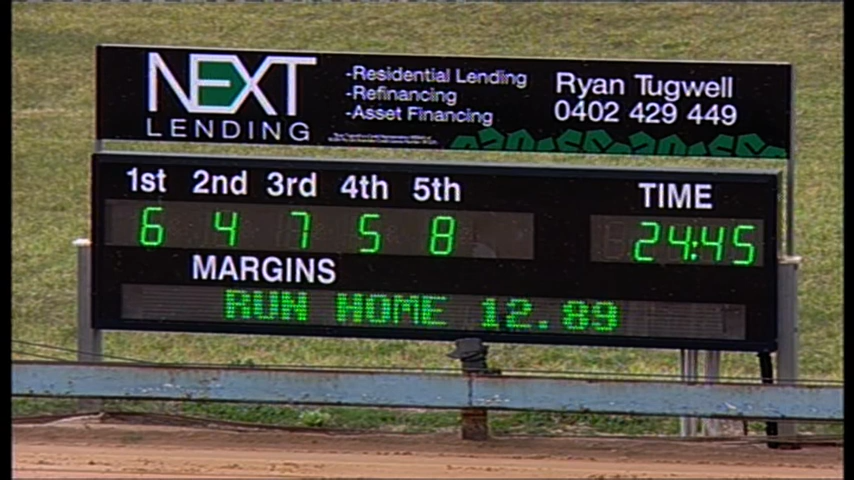 NEXT
LENDING
-Residential Lending
-Refinancing
-Asset Financing
Ryan Tugwell
0402 429 449
1st 2nd 3rd 4th 5th TIME
6 4 7 5 8 24:45
MARGINS
RUN HOME 12.89